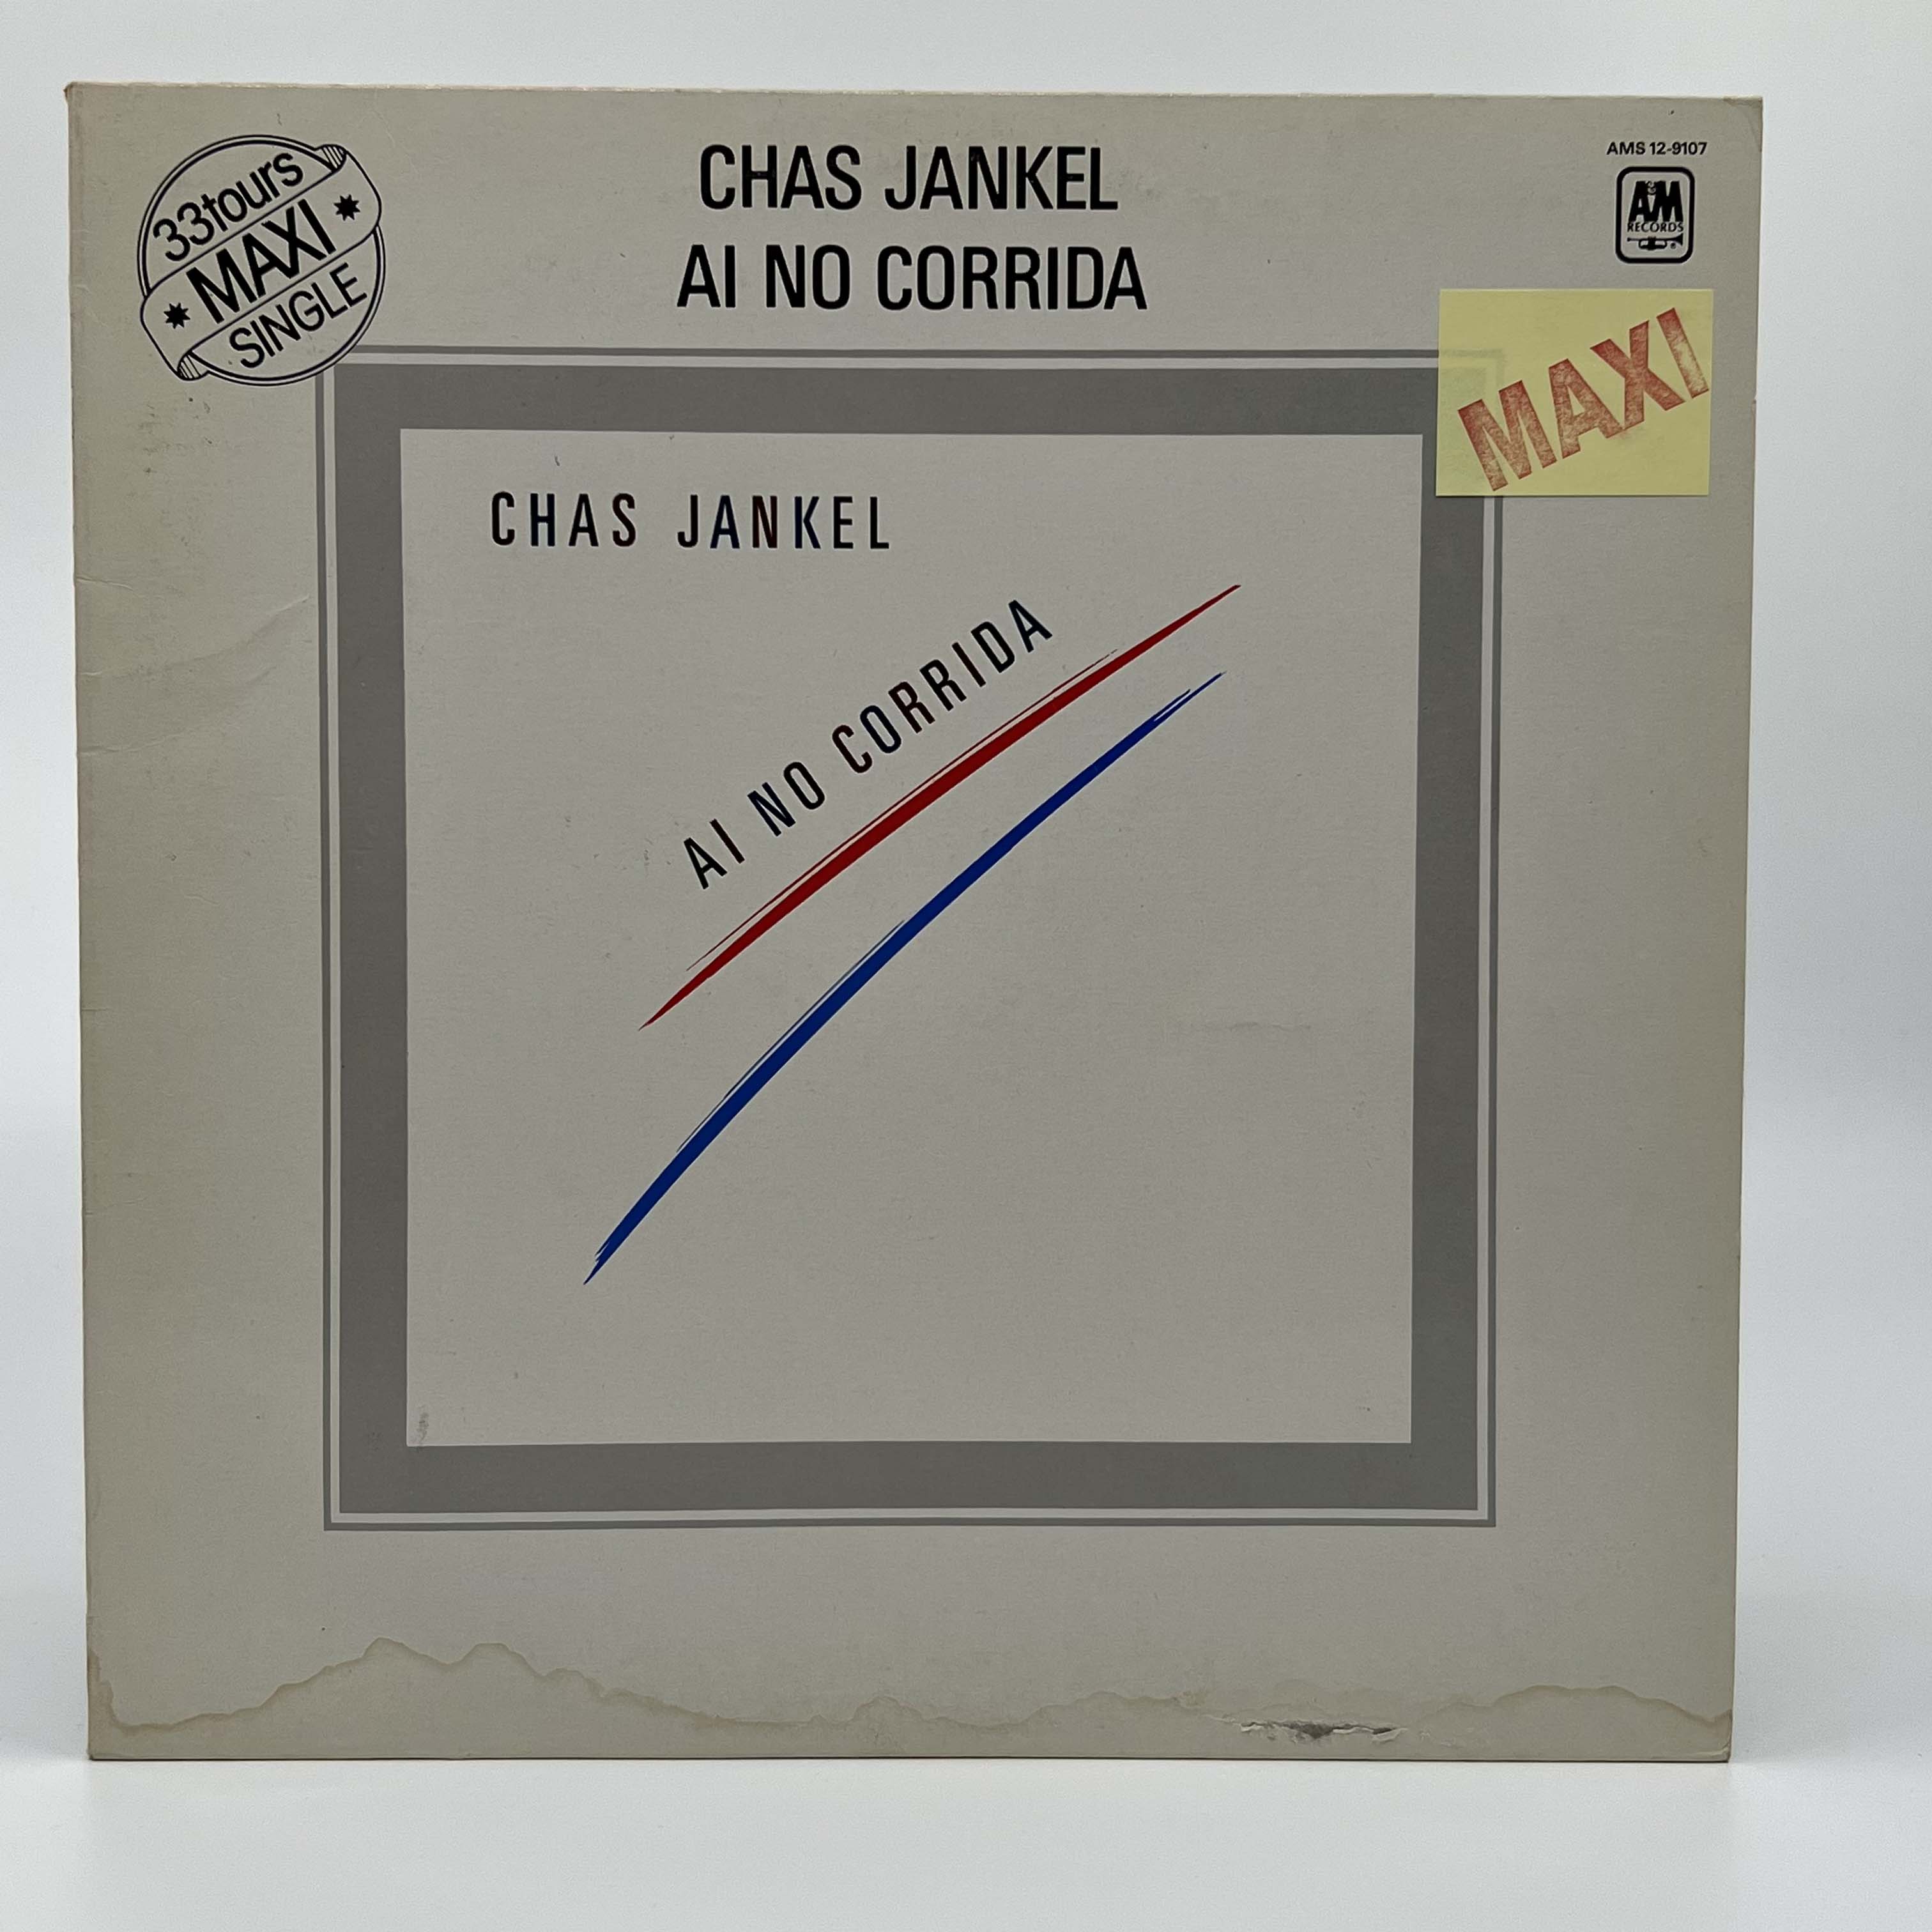 33tours
MAXI
SINGLE
CHAS JANKEL
AI NO CORRIDA
AMS 12-9107
A&M
RECORDS
MAXI
CHAS JANKEL
AI NO CORRIDA